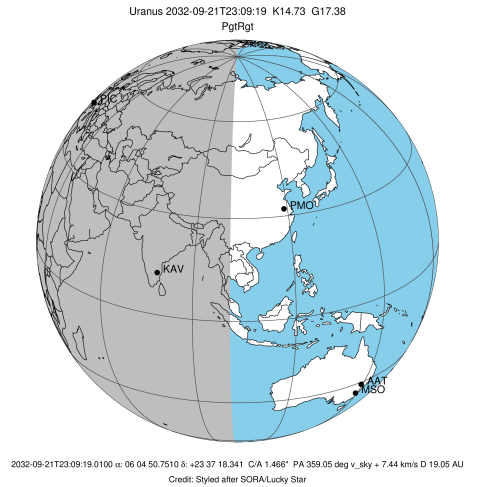 Uranus 2032-09-21T23:09:19 K14.73 G17.38
PgtRgt
PIC
PMO
KAV
AAT
MSO
2032-09-21T23:09:19.0100 α: 06 04 50.7510 δ: +23 37 18.341 C/A 1.466" PA 359.05 deg v_sky + 7.44 km/s D 19.05 AU
Credit: Styled after SORA/Lucky Star